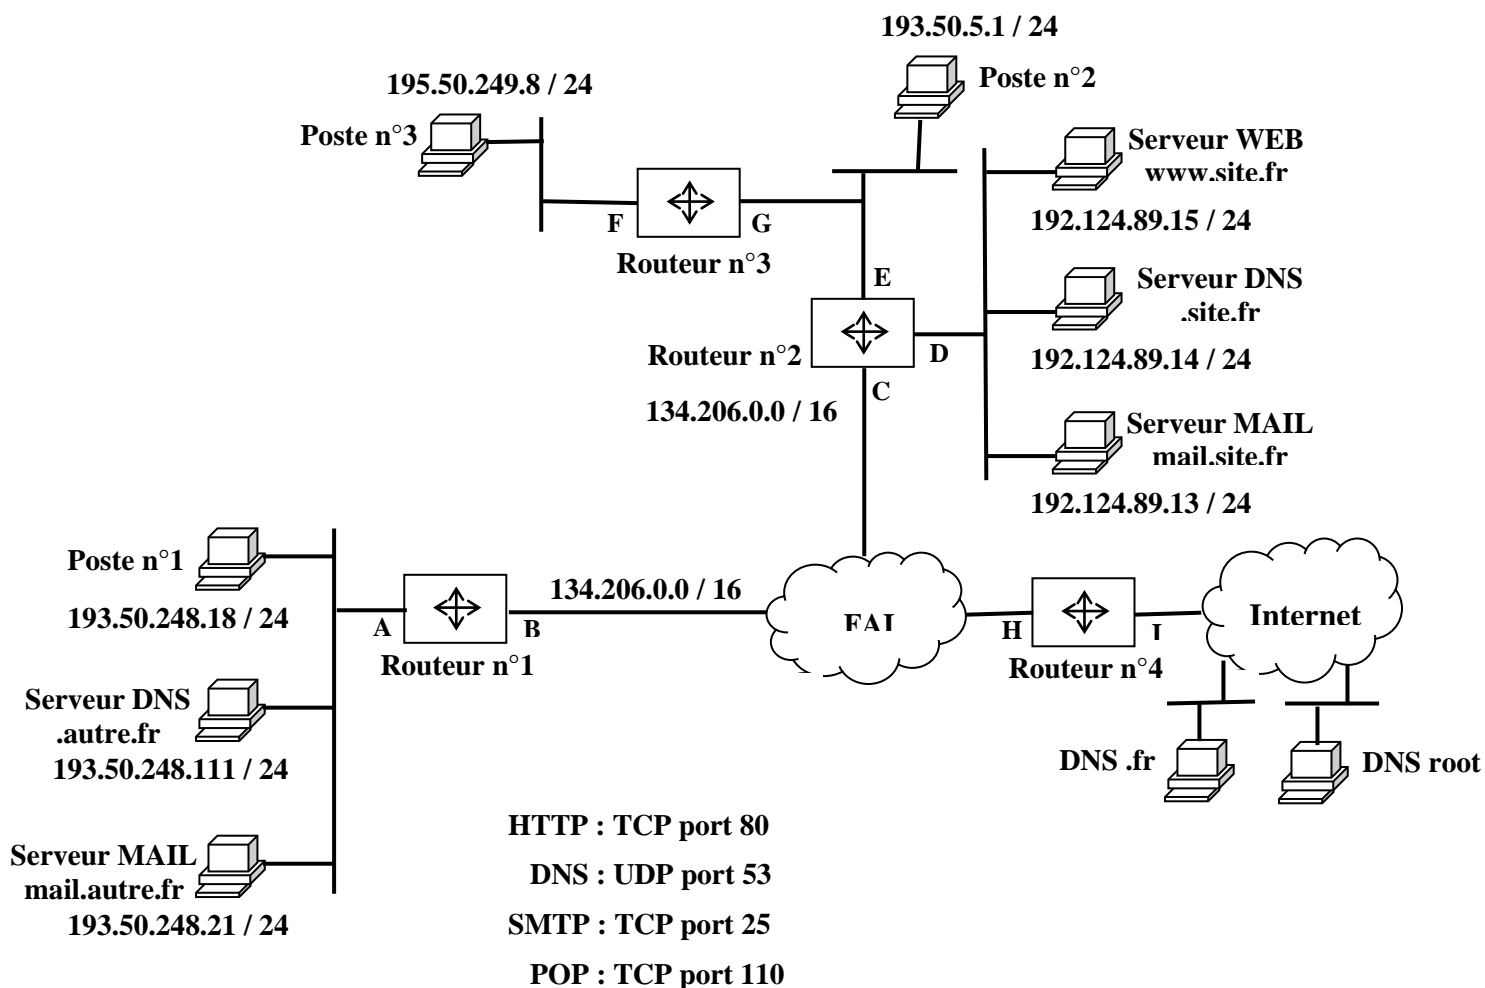 193.50.5.1 / 24
Poste n°2
195.50.249.8 / 24
Poste n°3
Serveur WEB
www.site.fr
192.124.89.15 / 24
F
G
Routeur n°3
E
Serveur DNS
.site.fr
Routeur n°2
D
192.124.89.14 / 24
C
134.206.0.0 / 16
Serveur MAIL
mail.site.fr
192.124.89.13 / 24
Poste n°1
193.50.248.18 / 24
134.206.0.0 / 16
A
B
Routeur n°1
FAI
H
I
Routeur n°4
Internet
Serveur DNS
.autre.fr
193.50.248.111 / 24
DNS .fr
DNS root
Serveur MAIL
mail.autre.fr
193.50.248.21 / 24
HTTP : TCP port 80
DNS : UDP port 53
SMTP : TCP port 25
POP : TCP port 110